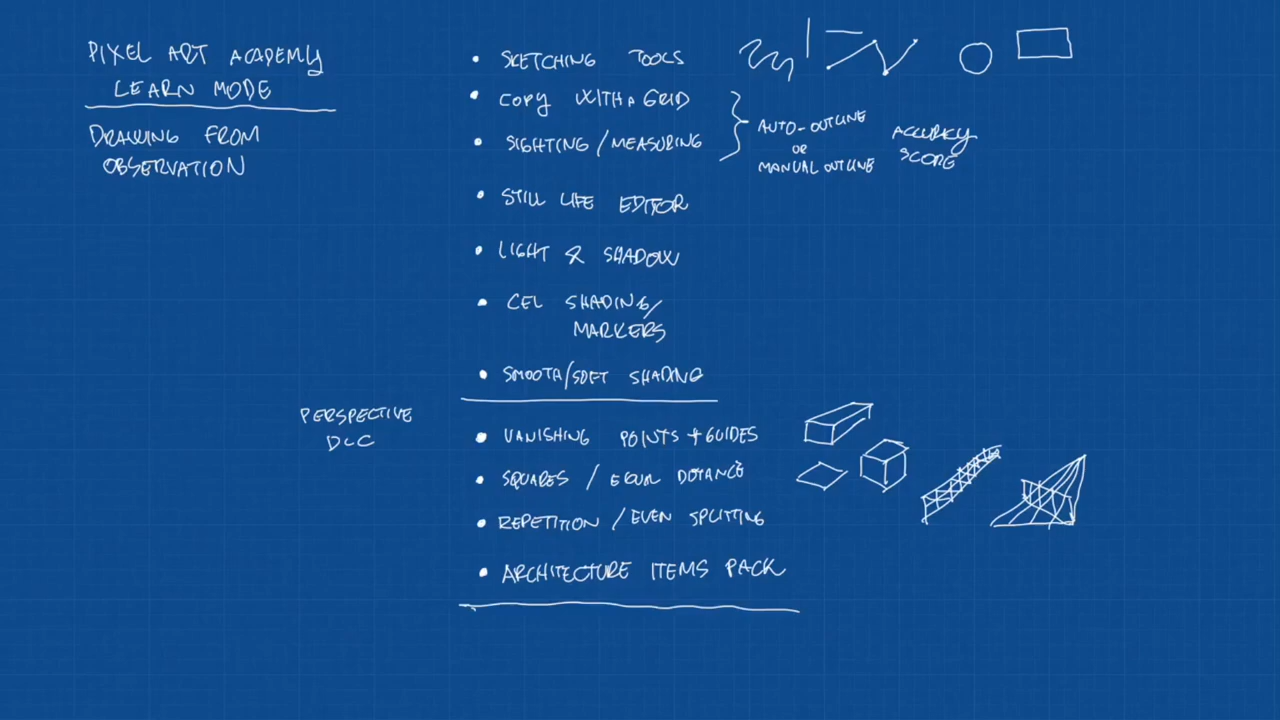 PIXEL ART ACADEMY
LEARN MODE
DRAWING FROM
OBSERVATION
• SKETCHING TOOLS
• COPY WITH A GRID
• SIGHTING / MEASURING
AUTO-OUTLINE
OR
MANUAL OUTLINE
ACCURACY
SCORE
• STILL LIFE EDITOR
• LIGHT & SHADOW
• CEL SHADING/
MARKERS
• SMOOTH/SOFT SHADING
PERSPECTIVE
DLC
• VANISHING POINTS + GUIDES
• SQUARES / EQUAL DISTANCE
• REPETITION / EVEN SPLITTING
• ARCHITECTURE ITEMS PACK